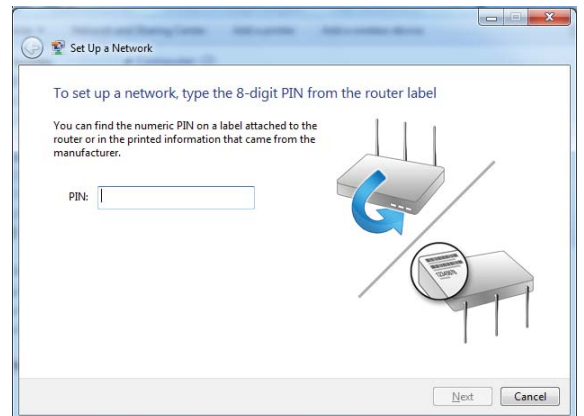 Set Up a Network
To set up a network, type the 8-digit PIN from the router label
You can find the numeric PIN on a label attached to the
router or in the printed information that came from the
manufacturer.
PIN:
Next
Cancel